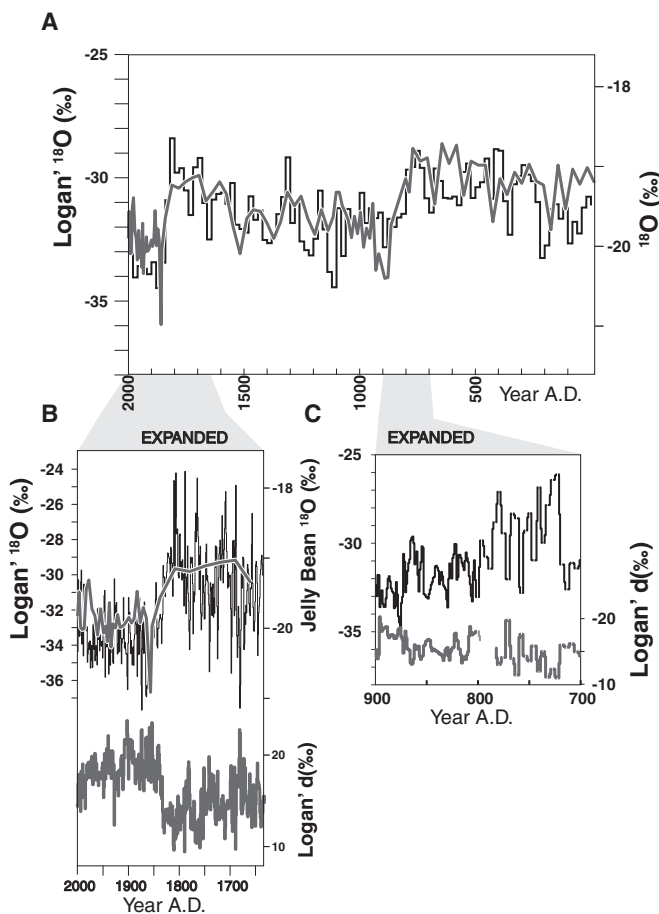 A
-25
-30
-35
Logan' ¹⁸O (‰)
-18
-20
¹⁸O (‰)
2000
1500
1000
500
Year A.D.
B
EXPANDED
-24
-26
-28
-30
-32
-34
-36
Logan' ¹⁸O (‰)
-18
-20
Jelly Bean ¹⁸O (‰)
20
10
Logan' d(‰)
2000
1900
1800
1700
Year A.D.
C
EXPANDED
-25
-30
-35
-20
-10
Logan' d(‰)
900
800
700
Year A.D.